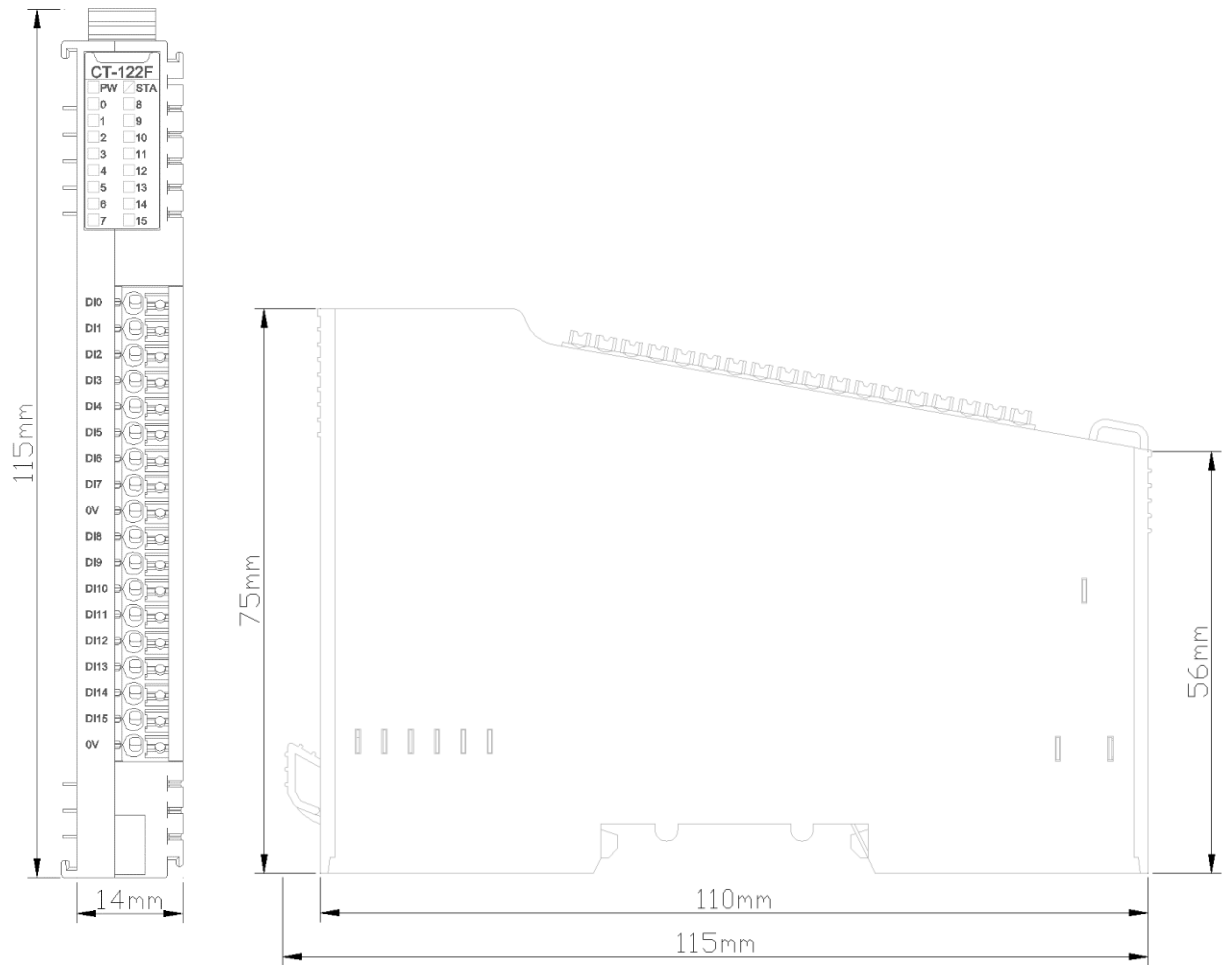 CT-122F
PW STA
0 8
1 9
2 10
3 11
4 12
5 13
6 14
7 15
DI0
DI1
DI2
DI3
DI4
DI5
DI6
DI7
0V
DI8
DI9
DI10
DI11
DI12
DI13
DI14
DI15
0V
115mm
14mm
75mm
56mm
110mm
115mm